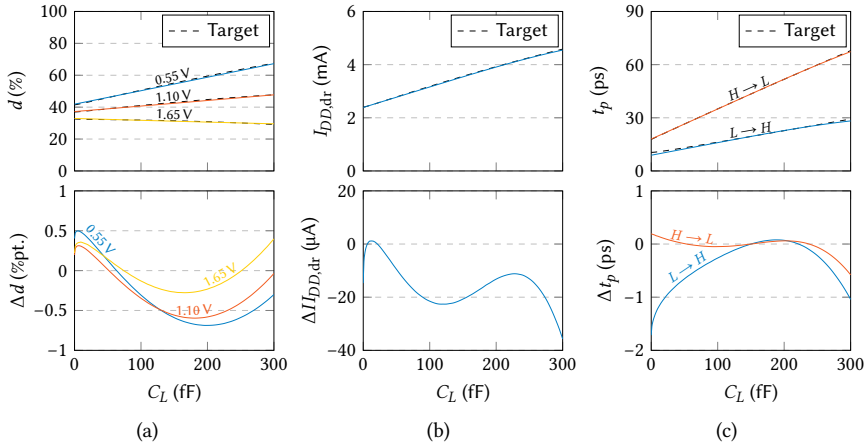 d (%)
100
80
60
40
20
0
Target
0.55 V
1.10 V
1.65 V
Δd (%pt.)
1
0.5
0
−0.5
−1
0.55 V
1.65 V
1.10 V
0
100
200
300
C_L (fF)
(a)
I_DD,dr (mA)
6
4
2
0
Target
ΔII_DD,dr (μA)
20
0
−20
−40
0
100
200
300
C_L (fF)
(b)
t_p (ps)
90
60
30
0
Target
H → L
L → H
Δt_p (ps)
1
0
−1
−2
H → L
L → H
0
100
200
300
C_L (fF)
(c)